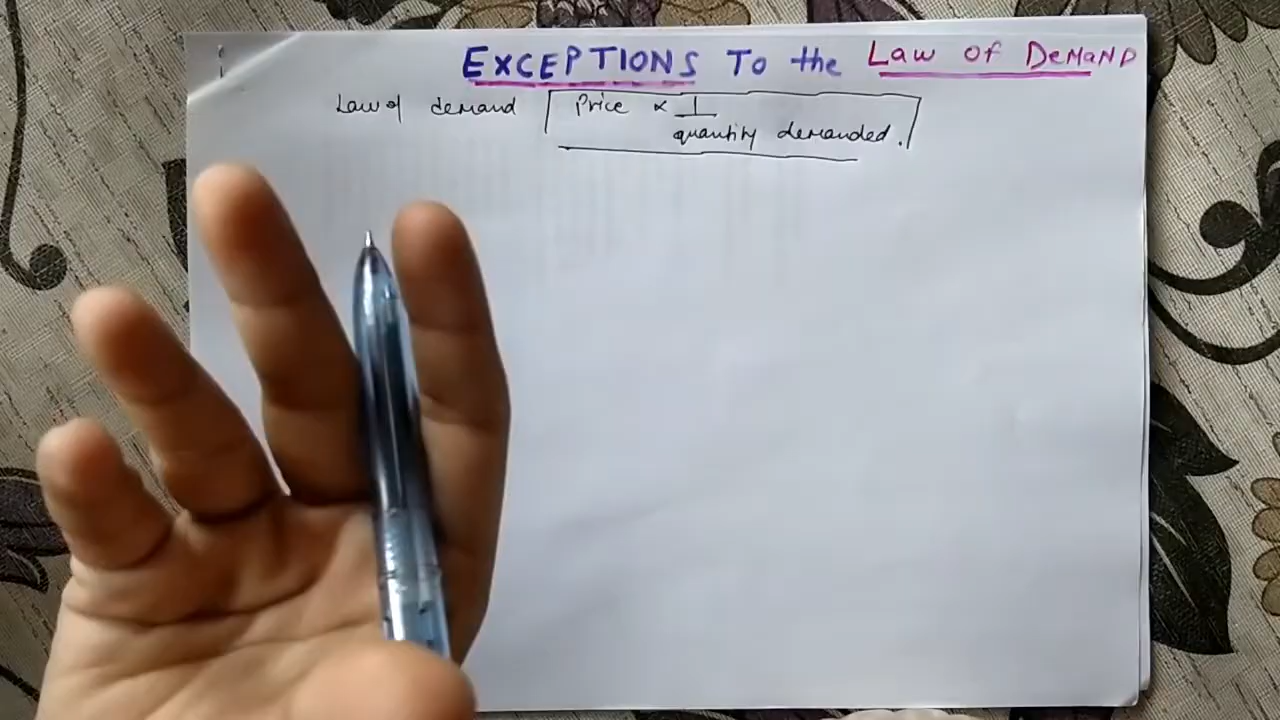 EXCEPTIONS To the Law of DeMaND
Law of demand Price ∝ 1
quantity demanded.